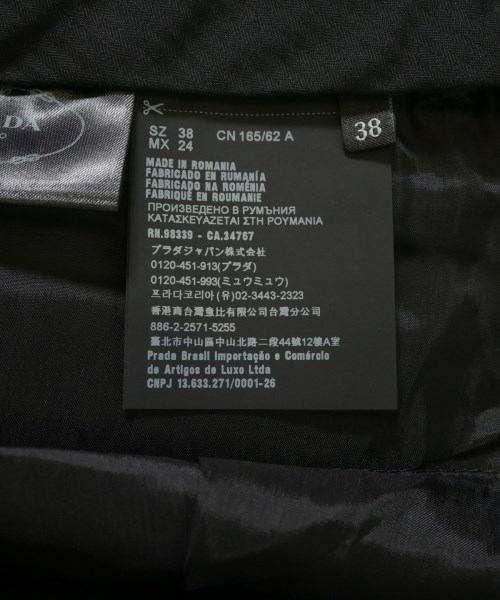 DA
O
38
SZ 38 CN 165/62 A
MX 24
MADE IN ROMANIA
FABRICADO EN RUMANÍA
FABRICADO NA ROMÊNIA
FABRIQUÉ EN ROUMANIE
ПРОИЗВЕДЕНО В РУМЪНИЯ
ΚΑΤΑΣΚΕΥΑΖΕΤΑΙ ΣΤΗ ΡΟΥΜΑΝΙΑ
RN.98339 - CA.34767
プラダジャパン株式会社
0120-451-913(プラダ)
0120-451-993(ミュウミュウ)
프라다코리아 (유) 02-3443-2323
香港商台灣壹比有限公司台灣分公司
886-2-2571-5255
臺北市中山區中山北路二段44號12樓A室
Prada Brasil Importação e Comércio
de Artigos de Luxo Ltda
CNPJ 13.633.271/0001-26